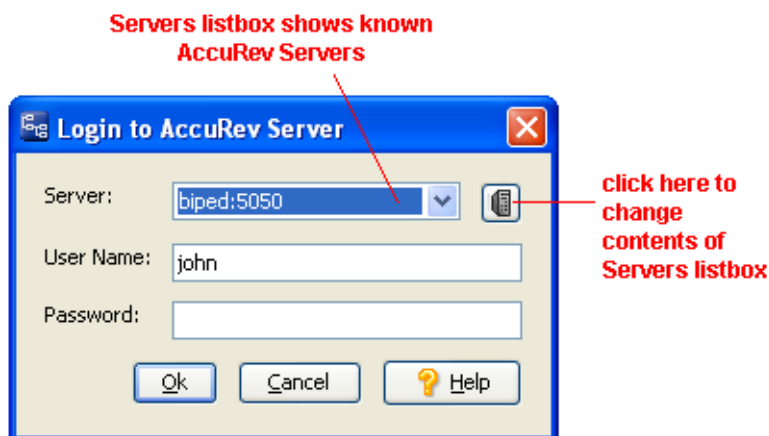 Servers listbox shows known
AccuRev Servers
Login to AccuRev Server
Server:
biped:5050
click here to
change
contents of
Servers listbox
User Name:
john
Password:
Ok
Cancel
Help